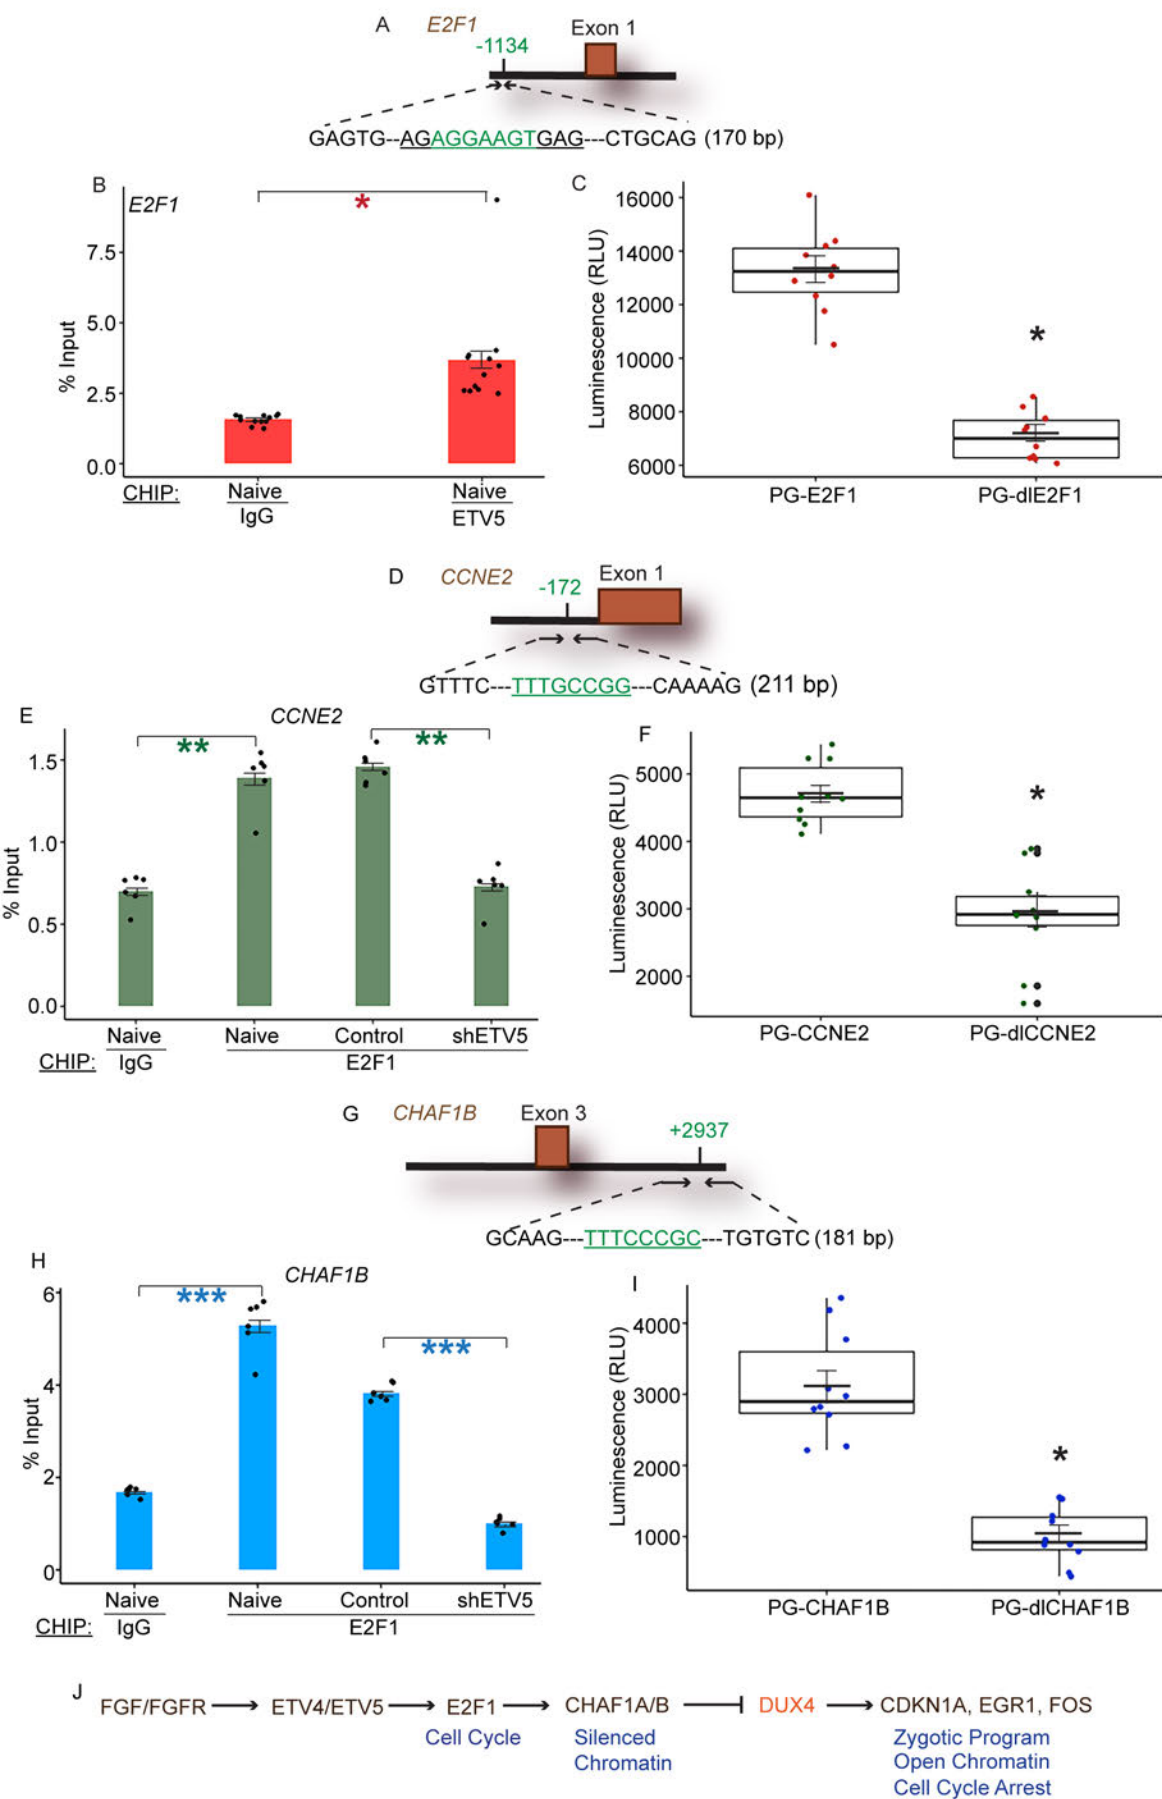 A
E2F1
Exon 1
-1134
GAGTG--AGAGGAAGTGAG---CTGCAG (170 bp)
B
E2F1
*
7.5
5.0
2.5
0.0
% Input
CHIP:
Naive
IgG
Naive
ETV5
C
16000
14000
12000
10000
8000
6000
Luminescence (RLU)
*
PG-E2F1
PG-dlE2F1
D
CCNE2
Exon 1
-172
GTTTC---TTTGCCGG---CAAAAG (211 bp)
E
CCNE2
**
**
1.5
1.0
0.5
0.0
% Input
Naive
Naive
Control
shETV5
CHIP:
IgG
E2F1
F
5000
4000
3000
2000
Luminescence (RLU)
*
PG-CCNE2
PG-dlCCNE2
G
CHAF1B
Exon 3
+2937
GCAAG---TTTCCCGC---TGTGTC (181 bp)
H
CHAF1B
***
***
6
4
2
0
% Input
Naive
Naive
Control
shETV5
CHIP:
IgG
E2F1
I
4000
3000
2000
1000
Luminescence (RLU)
*
PG-CHAF1B
PG-dlCHAF1B
J
FGF/FGFR
ETV4/ETV5
E2F1
CHAF1A/B
DUX4
CDKN1A, EGR1, FOS
Cell Cycle
Silenced
Chromatin
Zygotic Program
Open Chromatin
Cell Cycle Arrest